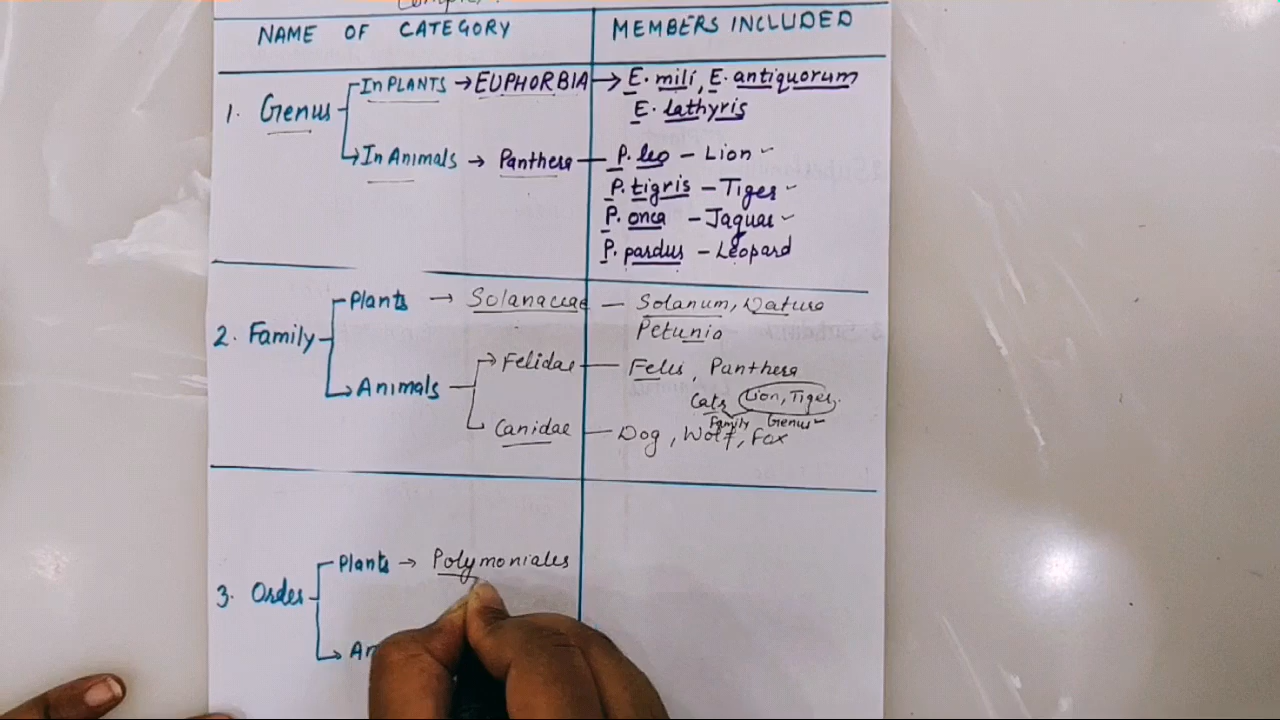 NAME OF CATEGORY MEMBERS INCLUDED
1. Genus In PLANTS → EUPHORBIA → E. mili, E. antiquorum
E. lathyris
In Animals → Panthera — P. leo – Lion
P. tigris – Tiger
P. onca – Jaguar
P. pardus – Leopard
2. Family Plants → Solanaceae — Solanum, Datura
Petunia
Animals Felidae — Felis, Panthera
Cats Lion, Tiger.
Family Genus
Canidae — Dog, Wolf, Fox
3. Order Plants → Polymoniales
An